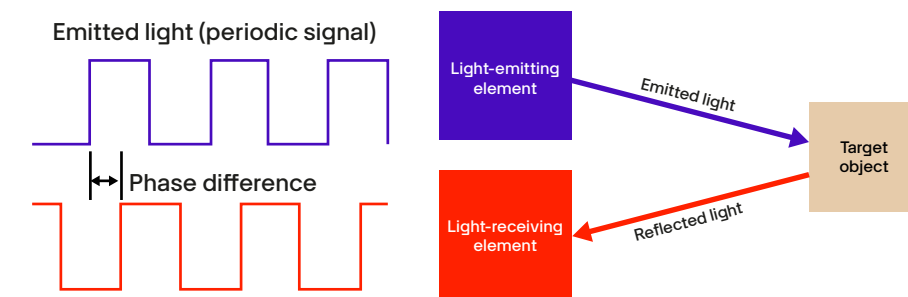 Emitted light (periodic signal)
Phase difference
Light-emitting
element
Emitted light
Target
object
Light-receiving
element
Reflected light